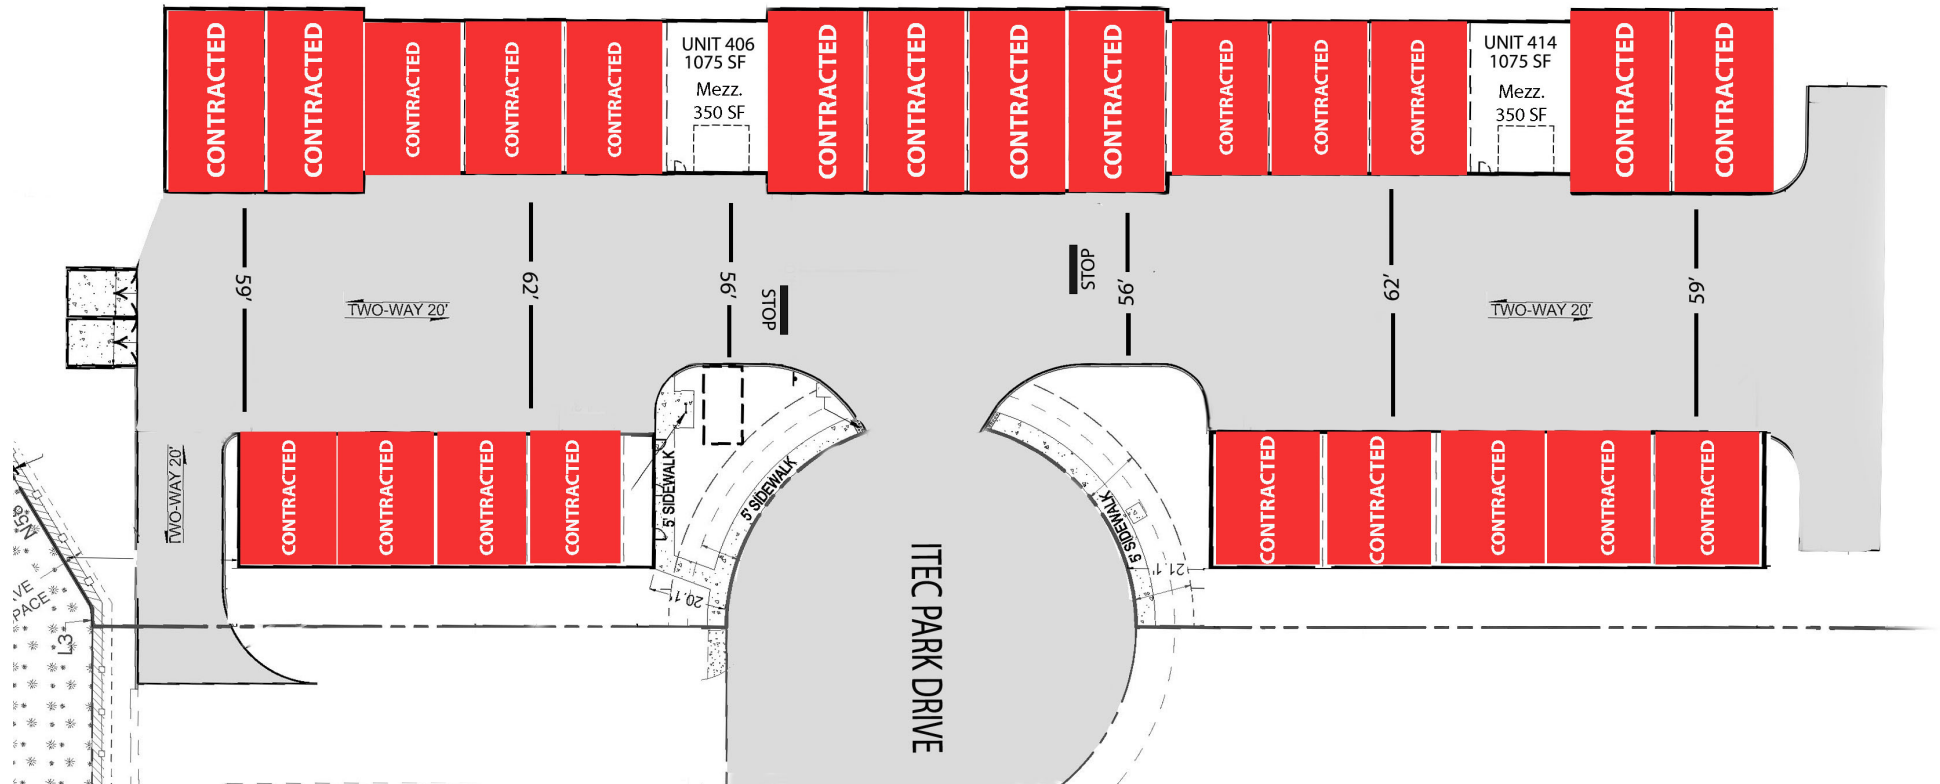 CONTRACTED
CONTRACTED
CONTRACTED
CONTRACTED
CONTRACTED
UNIT 406
1075 SF
Mezz.
350 SF
CONTRACTED
CONTRACTED
CONTRACTED
CONTRACTED
CONTRACTED
CONTRACTED
CONTRACTED
UNIT 414
1075 SF
Mezz.
350 SF
CONTRACTED
CONTRACTED
59'
TWO-WAY 20'
62'
56'
STOP
STOP
56'
62'
TWO-WAY 20'
59'
TWO-WAY 20'
CONTRACTED
CONTRACTED
CONTRACTED
CONTRACTED
5' SIDEWALK
5' SIDEWALK
5' SIDEWALK
CONTRACTED
CONTRACTED
CONTRACTED
CONTRACTED
CONTRACTED
20.1'
21.1'
ITEC PARK DRIVE
VE
PACE
L3